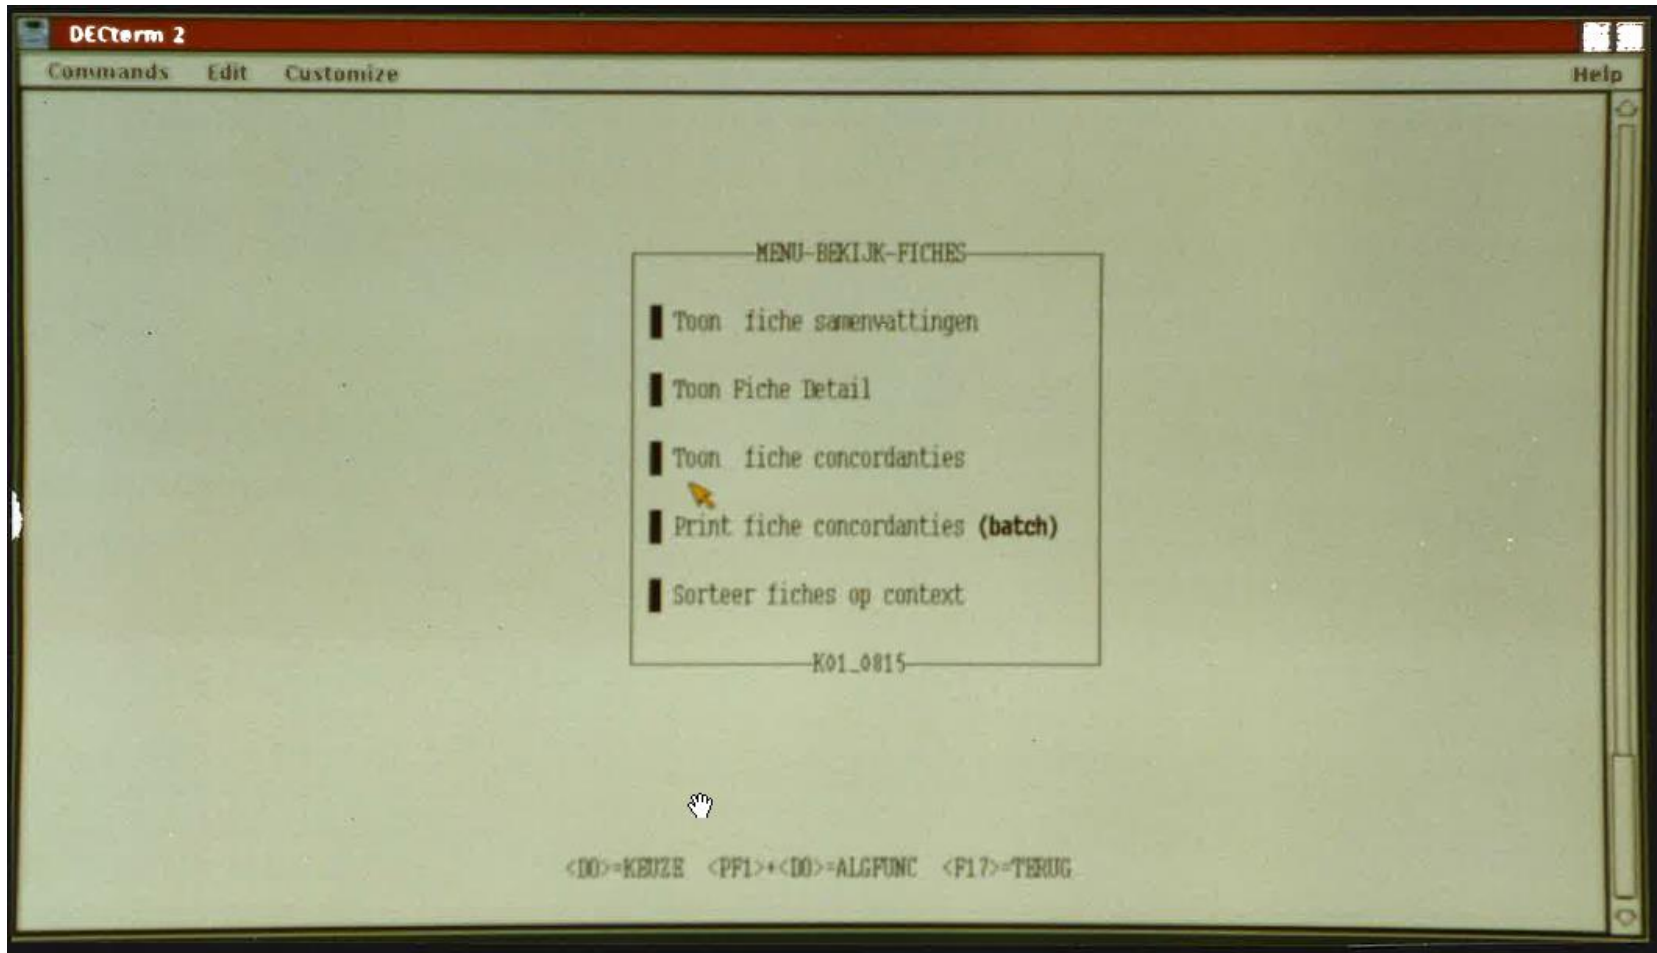 DECterm 2
Commands Edit Customize Help
MENU-BEKIJK-FICHES
Toon fiche samenvattingen
Toon Fiche Detail
Toon fiche concordanties
Print fiche concordanties (batch)
Sorteer fiches op context
K01_0815
<DO>=KEUZE <PF1>+<DO>=ALGFUNC <F17>=TERUG